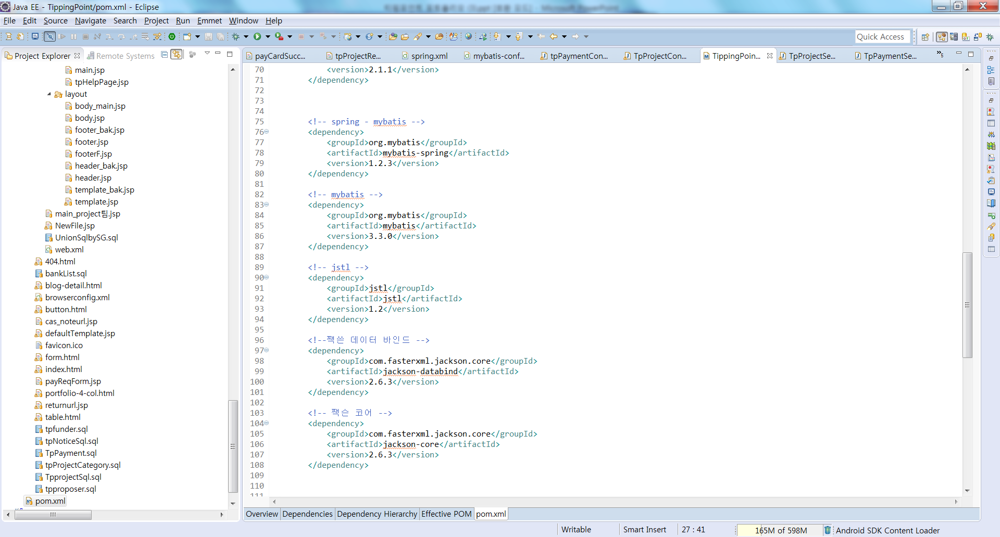 Java EE - TippingPoint/pom.xml - Eclipse
File Edit Source Navigate Search Project Run Emmet Window Help
Quick Access
Project Explorer Remote Systems
main.jsp
tpHelpPage.jsp
layout
body_main.jsp
body.jsp
footer_bak.jsp
footer.jsp
footerF.jsp
header_bak.jsp
header.jsp
template_bak.jsp
template.jsp
main_project팀.jsp
NewFile.jsp
UnionSqlbySG.sql
web.xml
404.html
bankList.sql
blog-detail.html
browserconfig.xml
button.html
cas_noteurl.jsp
defaultTemplate.jsp
favicon.ico
form.html
index.html
payReqForm.jsp
portfolio-4-col.html
returnurl.jsp
table.html
tpfunder.sql
tpNoticeSql.sql
TpPayment.sql
tpProjectCategory.sql
TpprojectSql.sql
tpproposer.sql
pom.xml
payCardSucc... tpProjectRe... spring.xml mybatis-conf... tpPaymentCon... TpProjectCon... TippingPoin... TpProjectSe... TpPaymentSe... »5
70 <version>2.1.1</version>
71 </dependency>
72
73
74
75 <!-- spring - mybatis -->
76 <dependency>
77 <groupId>org.mybatis</groupId>
78 <artifactId>mybatis-spring</artifactId>
79 <version>1.2.3</version>
80 </dependency>
81
82 <!-- mybatis -->
83 <dependency>
84 <groupId>org.mybatis</groupId>
85 <artifactId>mybatis</artifactId>
86 <version>3.3.0</version>
87 </dependency>
88
89 <!-- jstl -->
90 <dependency>
91 <groupId>jstl</groupId>
92 <artifactId>jstl</artifactId>
93 <version>1.2</version>
94 </dependency>
95
96 <!--잭쓴 데이터 바인드 -->
97 <dependency>
98 <groupId>com.fasterxml.jackson.core</groupId>
99 <artifactId>jackson-databind</artifactId>
100 <version>2.6.3</version>
101 </dependency>
102
103 <!-- 잭슨 코어 -->
104 <dependency>
105 <groupId>com.fasterxml.jackson.core</groupId>
106 <artifactId>jackson-core</artifactId>
107 <version>2.6.3</version>
108 </dependency>
109
110
111
Overview Dependencies Dependency Hierarchy Effective POM pom.xml
Writable Smart Insert 27 : 41 165M of 598M Android SDK Content Loader